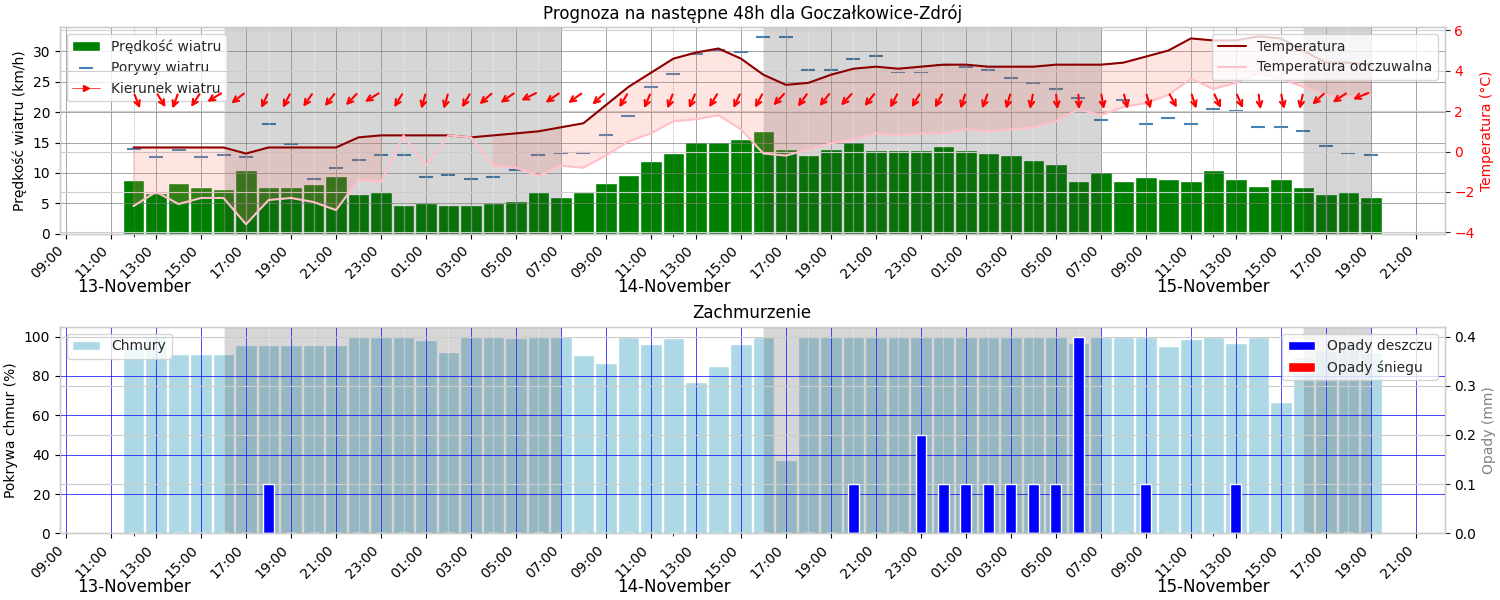 Prognoza na następne 48h dla Goczałkowice-Zdrój
Prędkość wiatru
Porywy wiatru
Kierunek wiatru
Temperatura
Temperatura odczuwalna
Prędkość wiatru (km/h)
30
25
20
15
10
5
0
Temperatura (°C)
6
4
2
0
−2
−4
09:00 11:00 13:00 15:00 17:00 19:00 21:00 23:00 01:00 03:00 05:00 07:00 09:00 11:00 13:00 15:00 17:00 19:00 21:00 23:00 01:00 03:00 05:00 07:00 09:00 11:00 13:00 15:00 17:00 19:00 21:00
13-November 14-November 15-November
Zachmurzenie
Chmury
Opady deszczu
Opady śniegu
Pokrywa chmur (%)
100
80
60
40
20
0
Opady (mm)
0.4
0.3
0.2
0.1
0.0
09:00 11:00 13:00 15:00 17:00 19:00 21:00 23:00 01:00 03:00 05:00 07:00 09:00 11:00 13:00 15:00 17:00 19:00 21:00 23:00 01:00 03:00 05:00 07:00 09:00 11:00 13:00 15:00 17:00 19:00 21:00
13-November 14-November 15-November